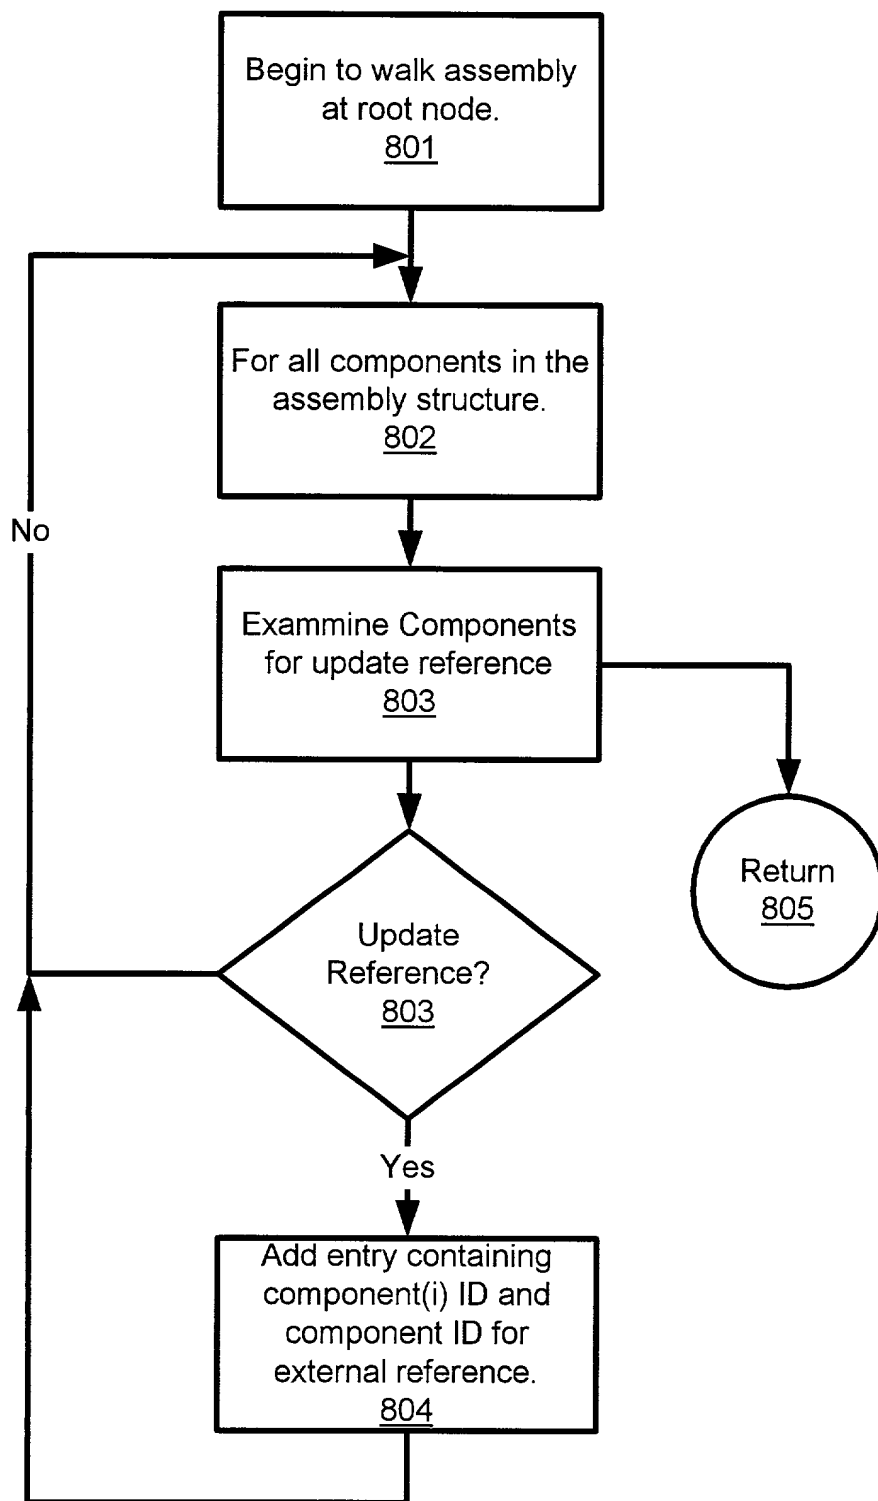 Begin to walk assembly
at root node.
801
For all components in the
assembly structure.
802
No
Exammine Components
for update reference
803
Return
805
Update
Reference?
803
Yes
Add entry containing
component(i) ID and
component ID for
external reference.
804